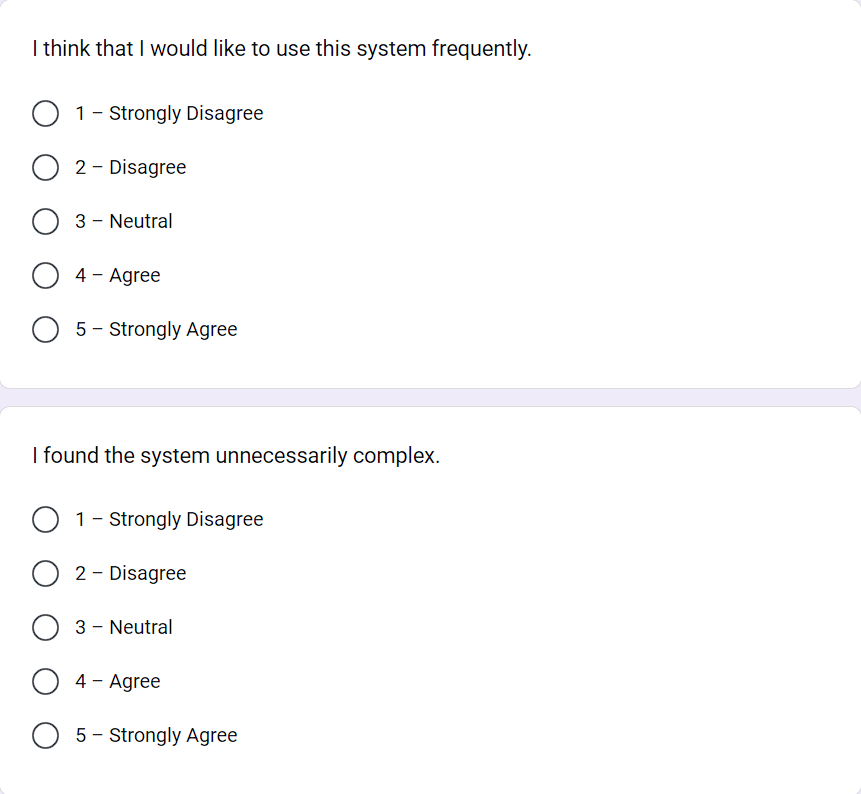 I think that I would like to use this system frequently.
1 – Strongly Disagree
2 – Disagree
3 – Neutral
4 – Agree
5 – Strongly Agree
I found the system unnecessarily complex.
1 – Strongly Disagree
2 – Disagree
3 – Neutral
4 – Agree
5 – Strongly Agree